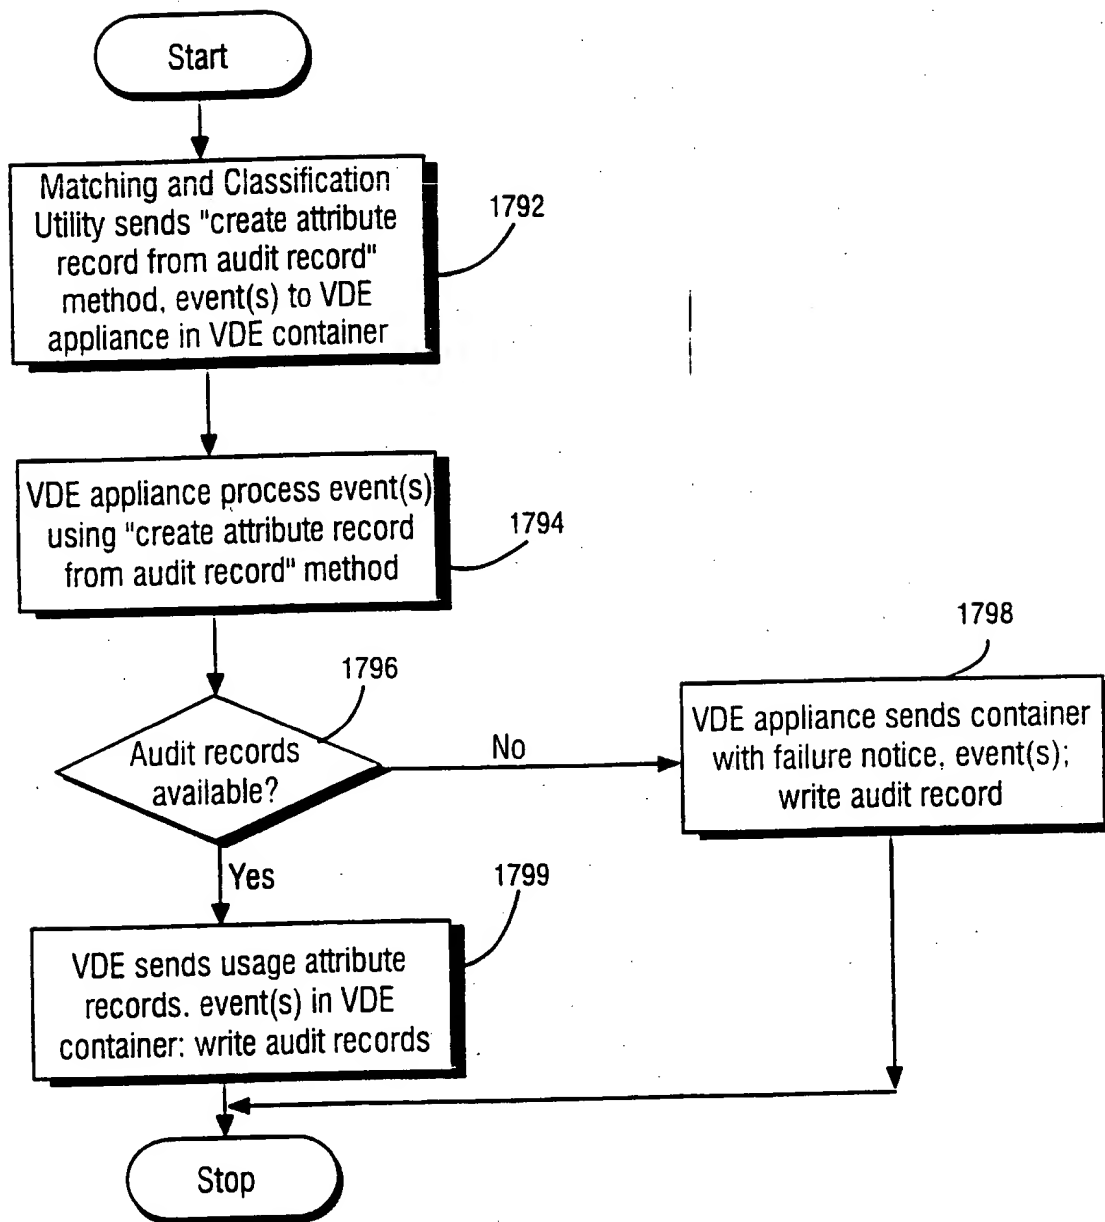 Start
Matching and Classification
Utility sends "create attribute
record from audit record"
method, event(s) to VDE
appliance in VDE container
1792
VDE appliance process event(s)
using "create attribute record
from audit record" method
1794
1796
Audit records
available?
No
Yes
1798
VDE appliance sends container
with failure notice, event(s);
write audit record
1799
VDE sends usage attribute
records. event(s) in VDE
container: write audit records
Stop